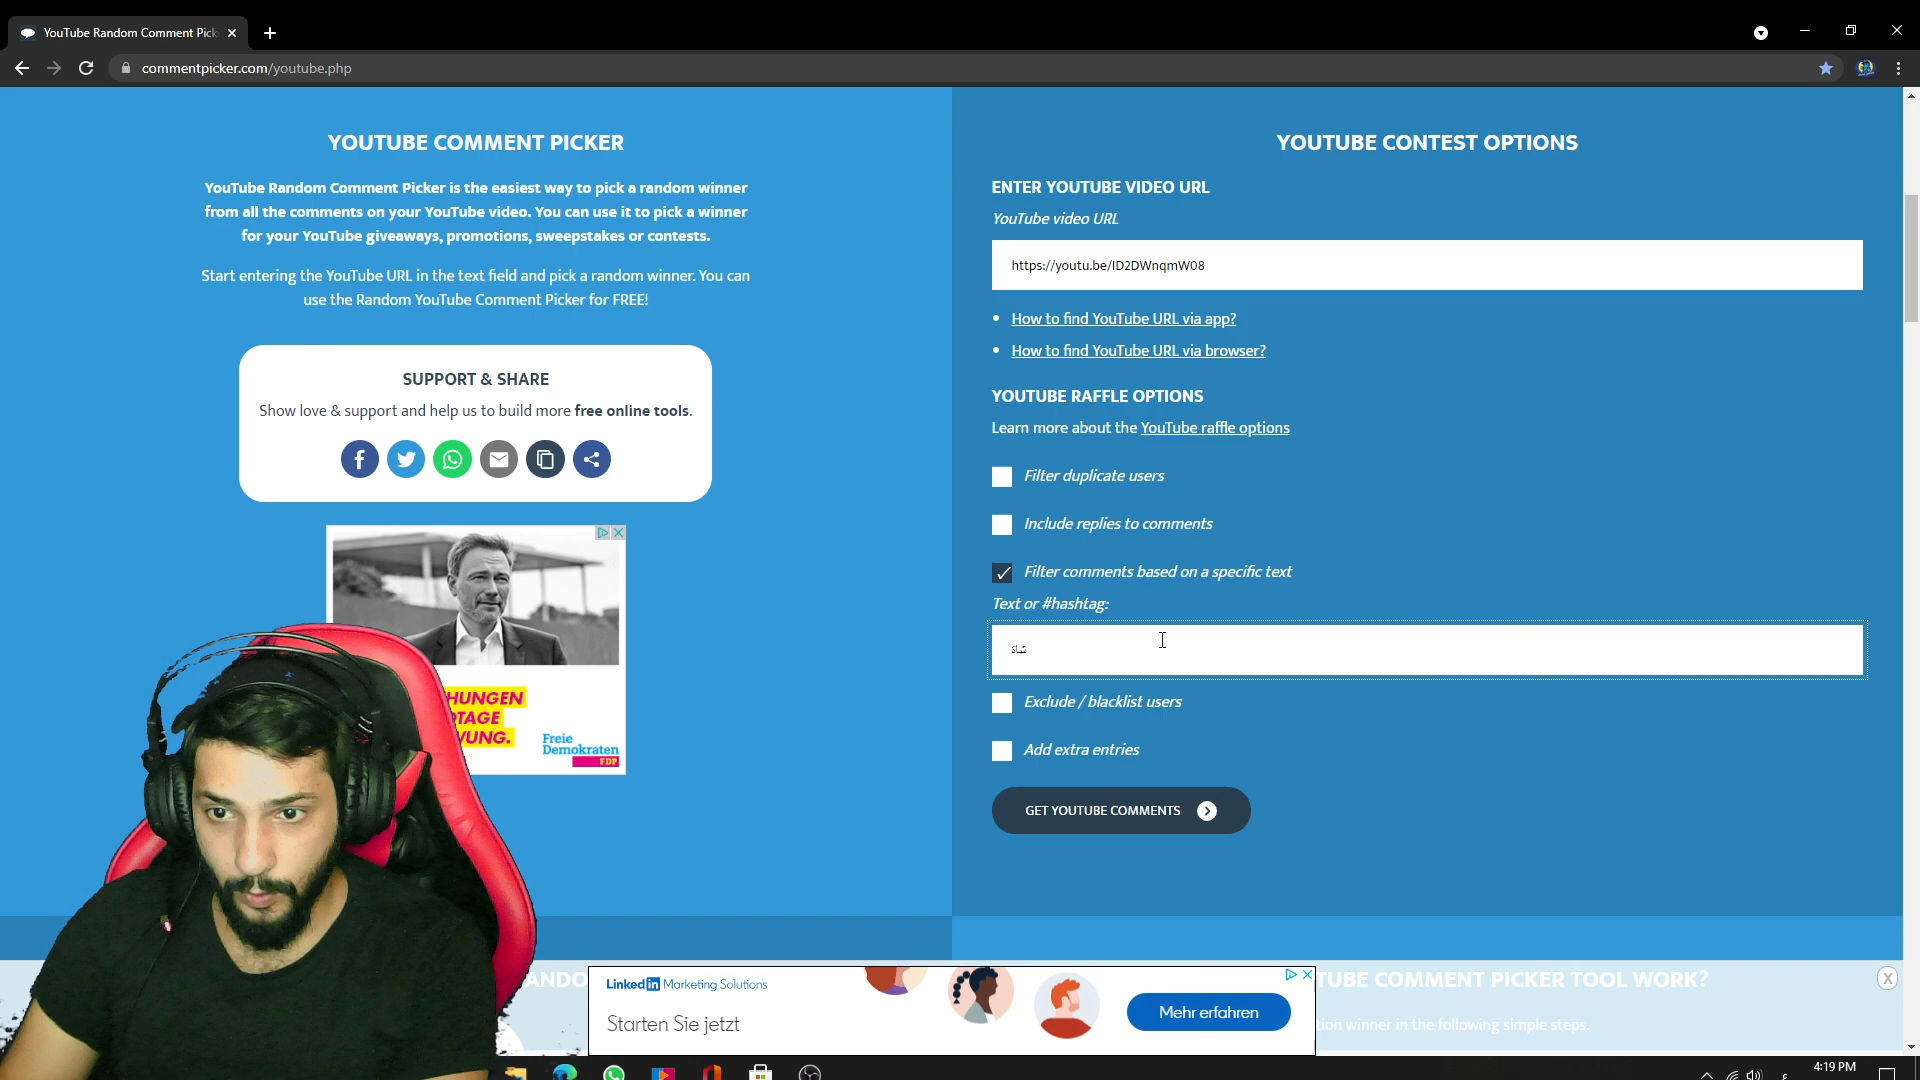 YouTube Random Comment Pick
commentpicker.com/youtube.php
YOUTUBE COMMENT PICKER
YouTube Random Comment Picker is the easiest way to pick a random winner
from all the comments on your YouTube video. You can use it to pick a winner
for your YouTube giveaways, promotions, sweepstakes or contests.
Start entering the YouTube URL in the text field and pick a random winner. You can
use the Random YouTube Comment Picker for FREE!
SUPPORT & SHARE
Show love & support and help us to build more free online tools.
HUNGEN
OTAGE
VUNG.
Freie
Demokraten
FDP
YOUTUBE CONTEST OPTIONS
ENTER YOUTUBE VIDEO URL
YouTube video URL
https://youtu.be/ID2DWnqmW08
How to find YouTube URL via app?
How to find YouTube URL via browser?
YOUTUBE RAFFLE OPTIONS
Learn more about the YouTube raffle options
Filter duplicate users
Include replies to comments
Filter comments based on a specific text
Text or #hashtag:
Exclude / blacklist users
Add extra entries
GET YOUTUBE COMMENTS
ANDO
TUBE COMMENT PICKER TOOL WORK?
tion winner in the following simple steps.
LinkedIn Marketing Solutions
Starten Sie jetzt
Mehr erfahren
4:19 PM